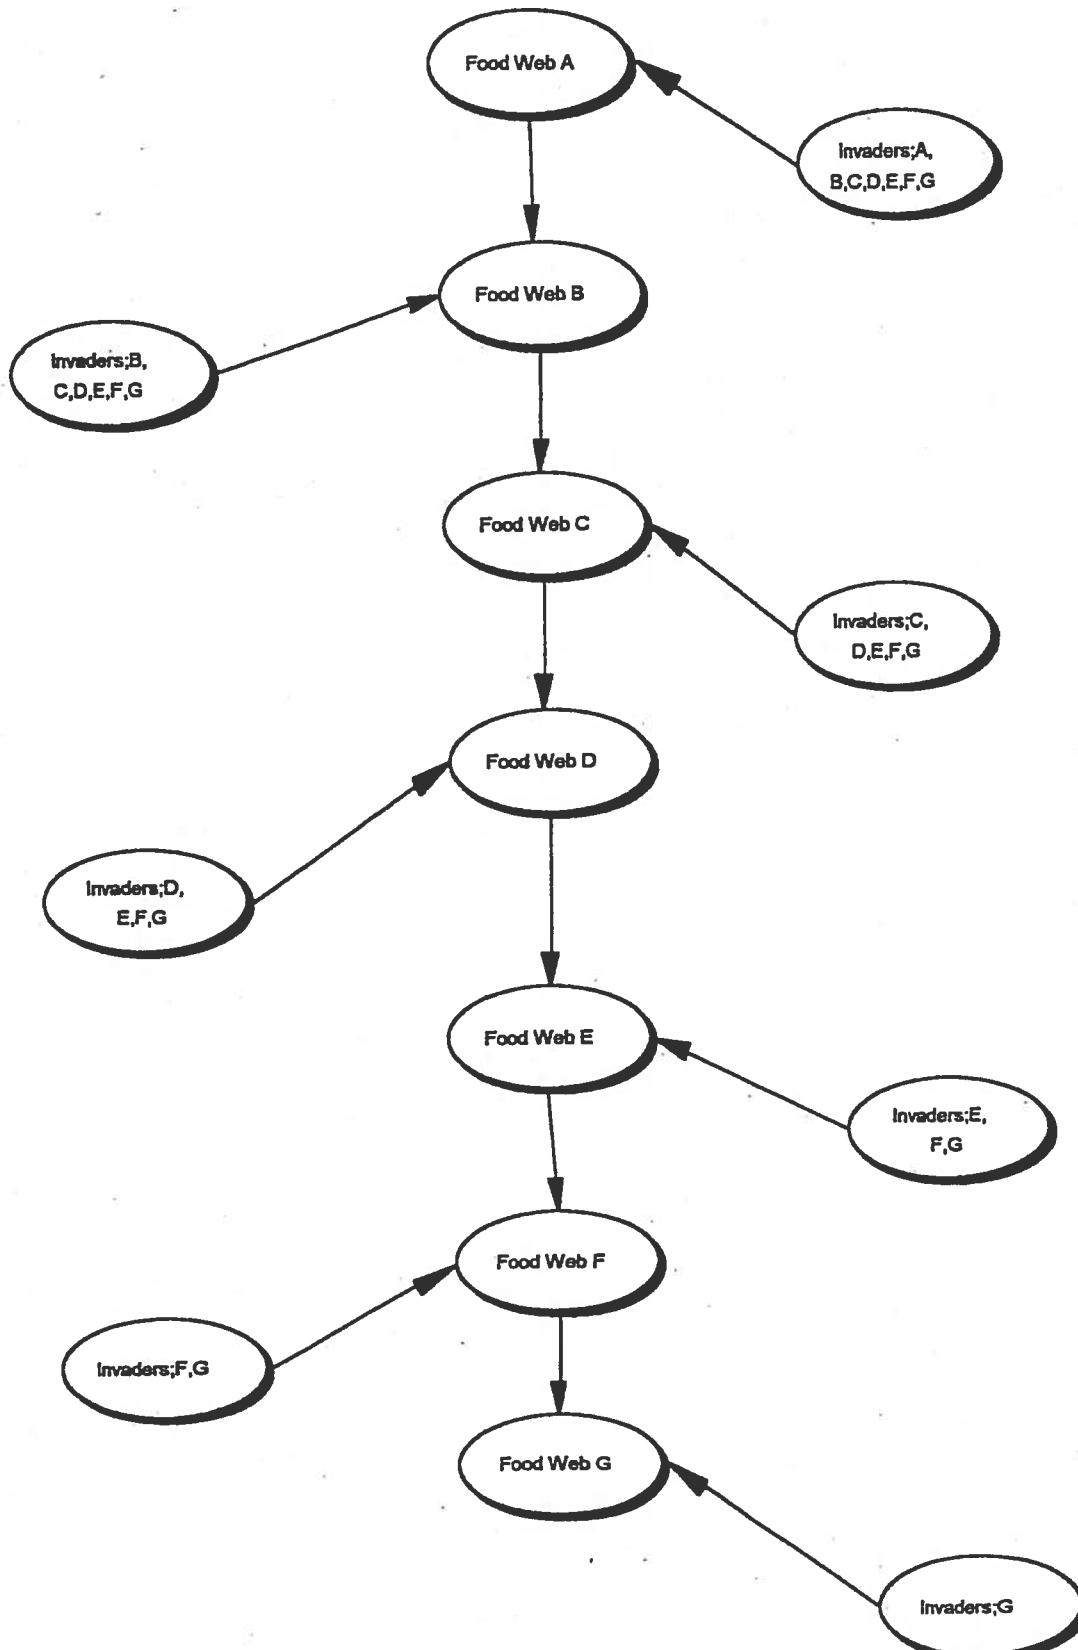 Food Web A
Invaders;A,
B,C,D,E,F,G
Food Web B
Invaders;B,
C,D,E,F,G
Food Web C
Invaders;C,
D,E,F,G
Food Web D
Invaders;D,
E,F,G
Food Web E
Invaders;E,
F,G
Food Web F
Invaders;F,G
Food Web G
Invaders;G